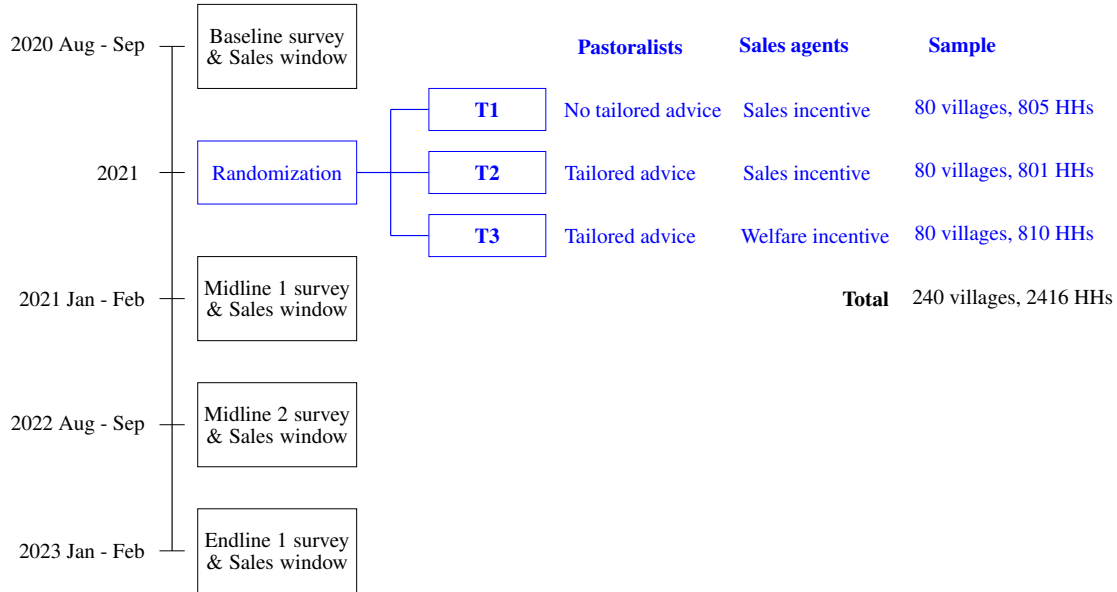 2020 Aug - Sep
Baseline survey
& Sales window
Pastoralists Sales agents Sample
T1 No tailored advice Sales incentive 80 villages, 805 HHs
2021 Randomization T2 Tailored advice Sales incentive 80 villages, 801 HHs
T3 Tailored advice Welfare incentive 80 villages, 810 HHs
2021 Jan - Feb
Midline 1 survey
& Sales window
Total 240 villages, 2416 HHs
2022 Aug - Sep
Midline 2 survey
& Sales window
2023 Jan - Feb
Endline 1 survey
& Sales window